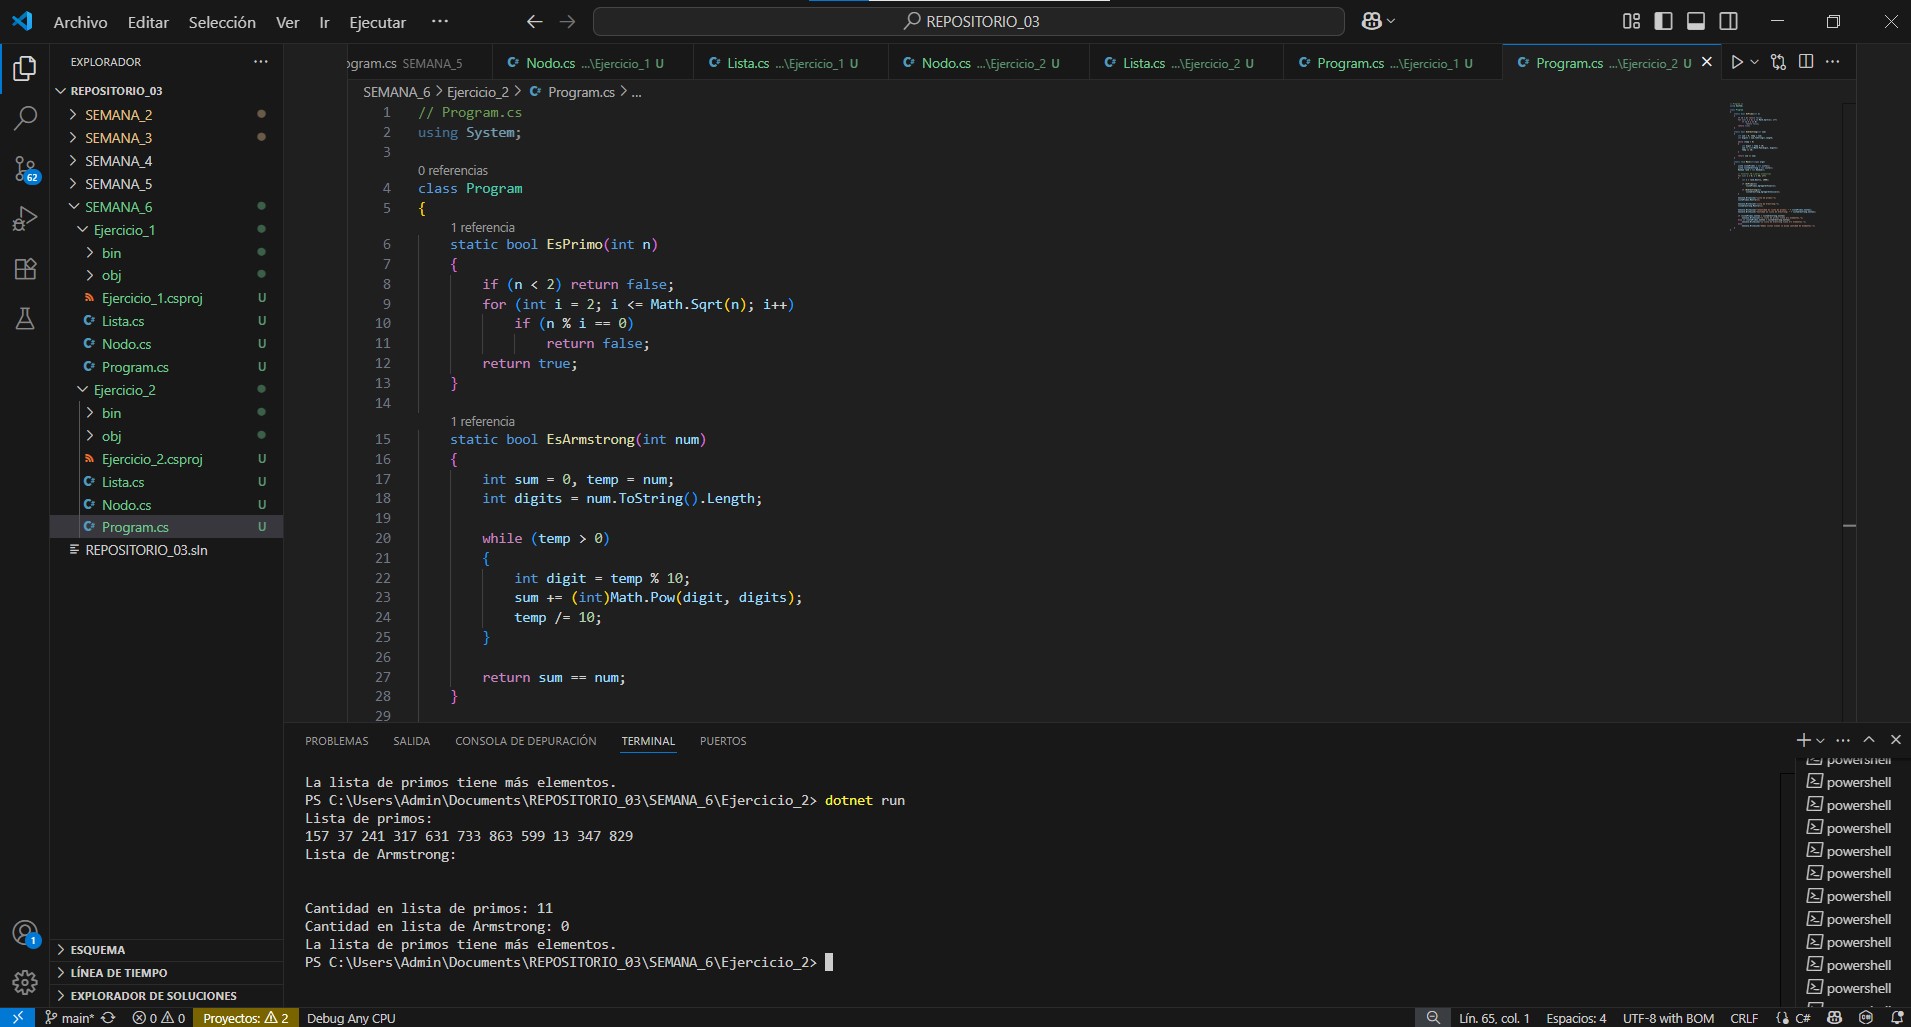 Archivo Editar Selección Ver Ir Ejecutar ···
REPOSITORIO_03
EXPLORADOR
REPOSITORIO_03
SEMANA_2
SEMANA_3
SEMANA_4
SEMANA_5
SEMANA_6
Ejercicio_1
bin
obj
Ejercicio_1.csproj U
Lista.cs U
Nodo.cs U
Program.cs U
Ejercicio_2
bin
obj
Ejercicio_2.csproj U
Lista.cs U
Nodo.cs U
Program.cs U
REPOSITORIO_03.sln
ESQUEMA
LÍNEA DE TIEMPO
EXPLORADOR DE SOLUCIONES
62
1
ogram.cs SEMANA_5
Nodo.cs ...\Ejercicio_1 U
Lista.cs ...\Ejercicio_1 U
Nodo.cs ...\Ejercicio_2 U
Lista.cs ...\Ejercicio_2 U
Program.cs ...\Ejercicio_1 U
Program.cs ...\Ejercicio_2 U
SEMANA_6 > Ejercicio_2 > Program.cs > ...
1 // Program.cs
2 using System;
3
0 referencias
4 class Program
5 {
1 referencia
6 static bool EsPrimo(int n)
7 {
8 if (n < 2) return false;
9 for (int i = 2; i <= Math.Sqrt(n); i++)
10 if (n % i == 0)
11 return false;
12 return true;
13 }
14
1 referencia
15 static bool EsArmstrong(int num)
16 {
17 int sum = 0, temp = num;
18 int digits = num.ToString().Length;
19
20 while (temp > 0)
21 {
22 int digit = temp % 10;
23 sum += (int)Math.Pow(digit, digits);
24 temp /= 10;
25 }
26
27 return sum == num;
28 }
29
PROBLEMAS SALIDA CONSOLA DE DEPURACIÓN TERMINAL PUERTOS
La lista de primos tiene más elementos.
PS C:\Users\Admin\Documents\REPOSITORIO_03\SEMANA_6\Ejercicio_2> dotnet run
Lista de primos:
157 37 241 317 631 733 863 599 13 347 829
Lista de Armstrong:
Cantidad en lista de primos: 11
Cantidad en lista de Armstrong: 0
La lista de primos tiene más elementos.
PS C:\Users\Admin\Documents\REPOSITORIO_03\SEMANA_6\Ejercicio_2>
powershell
powershell
powershell
powershell
powershell
powershell
powershell
powershell
powershell
powershell
powershell
main* 0 0 Proyectos: 2 Debug Any CPU
Lín. 65, col. 1 Espacios: 4 UTF-8 with BOM CRLF C#